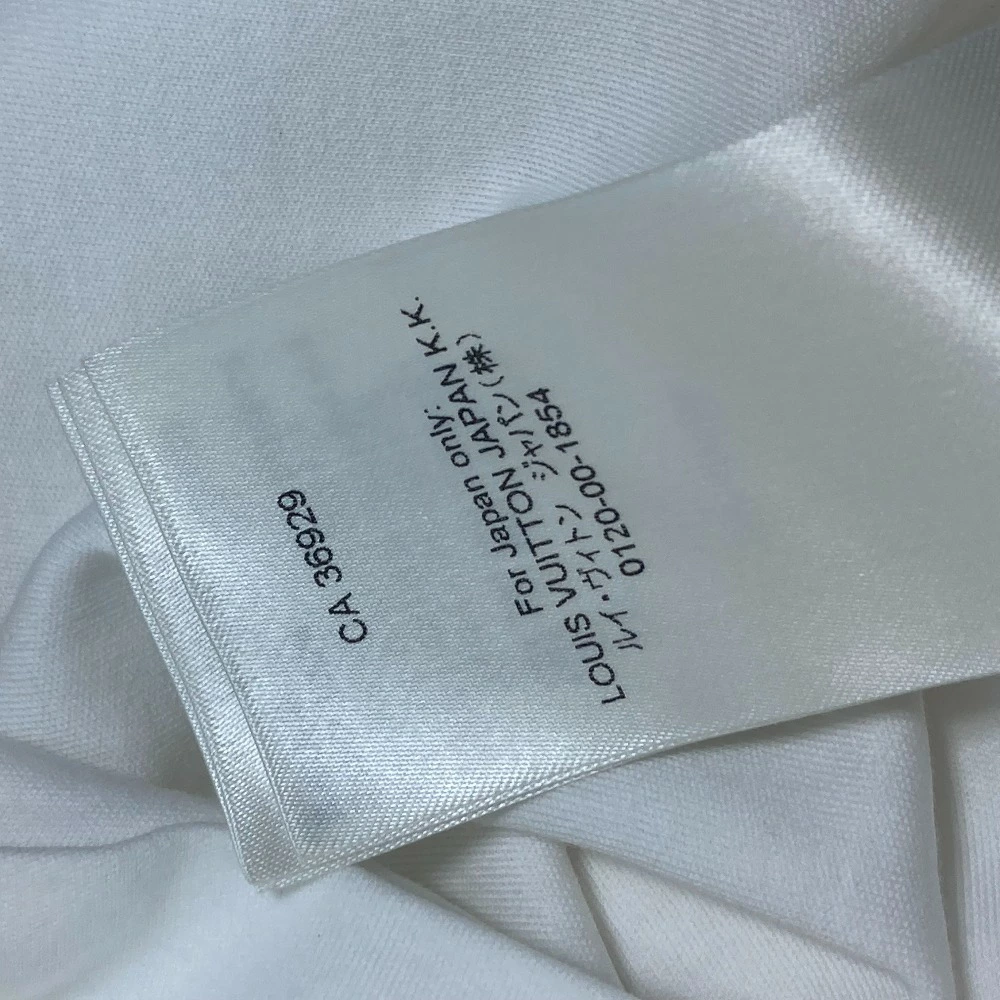 CA 36929
For Japan only:
LOUIS VUITTON JAPAN K.K.
ルイ・ヴィトン ジャパン(株)
0120-00-1854